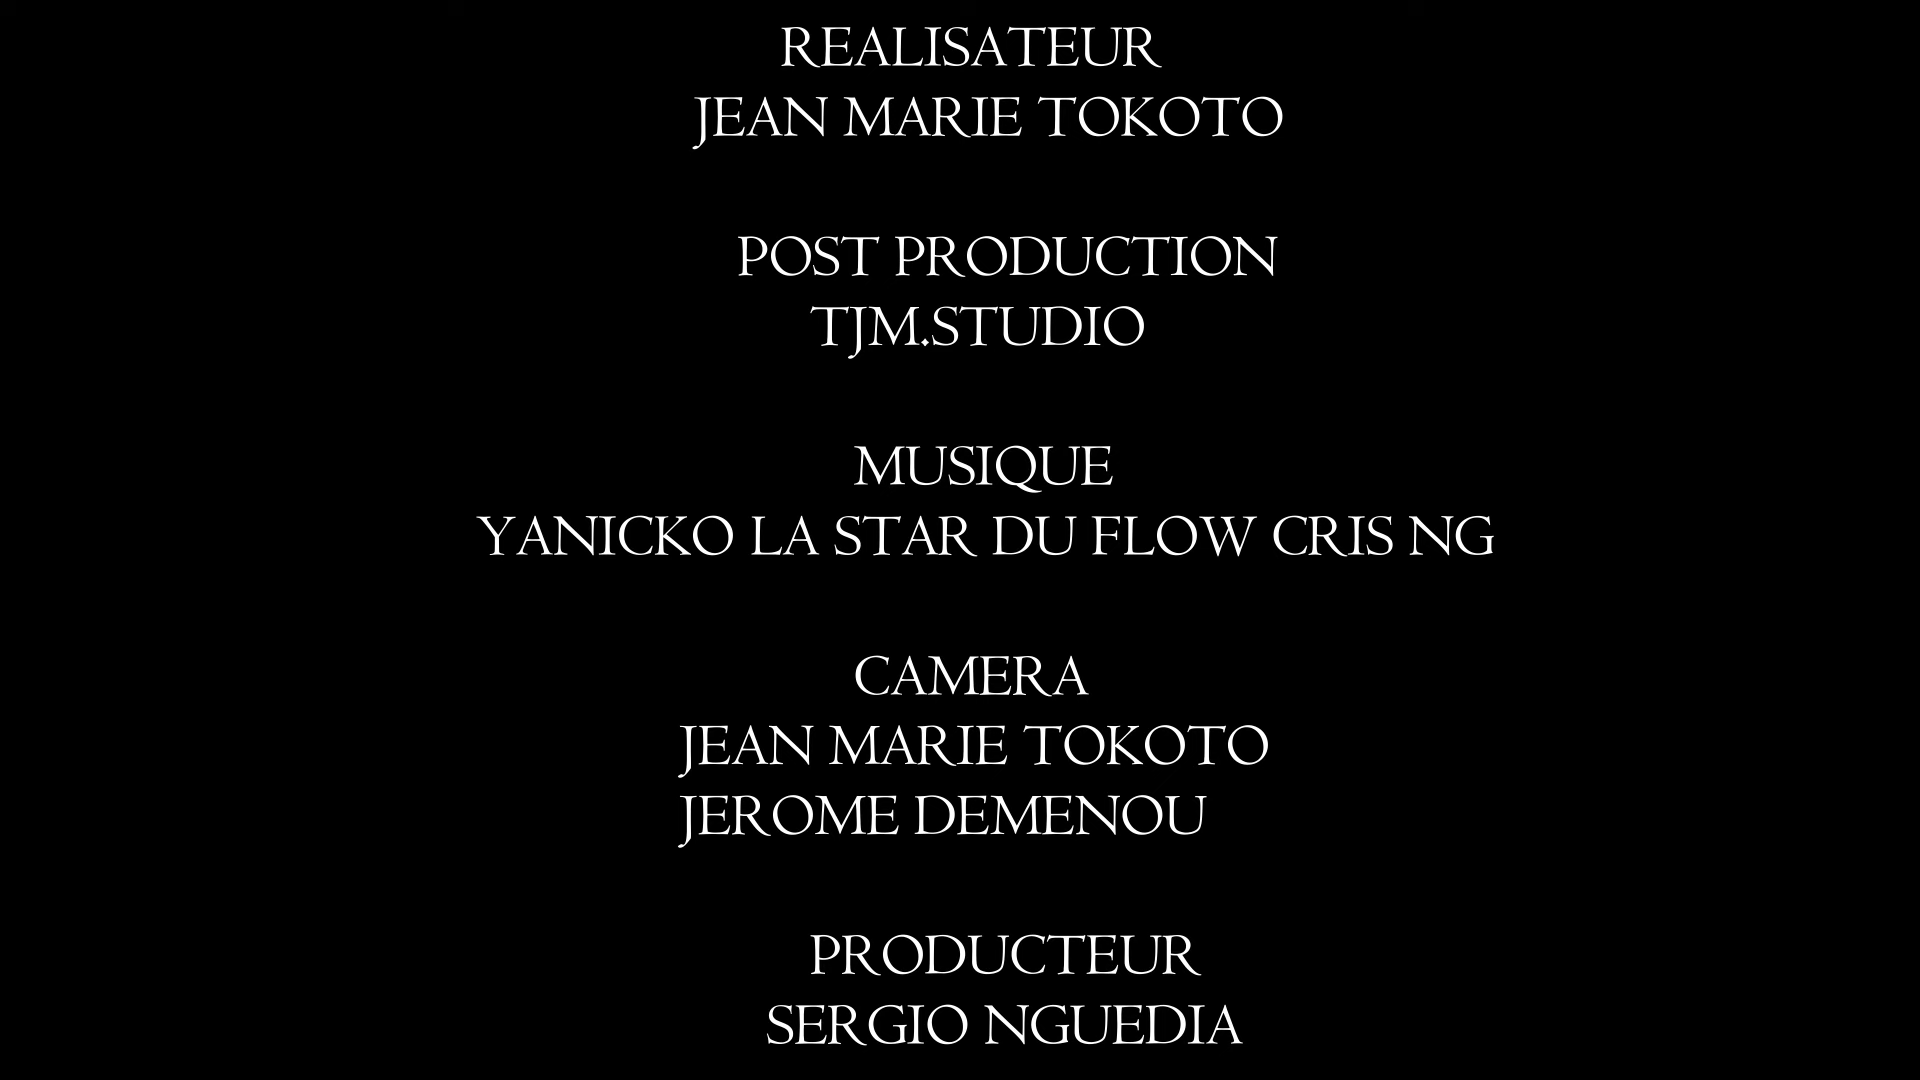 REALISATEUR
JEAN MARIE TOKOTO
POST PRODUCTION
TJM.STUDIO
MUSIQUE
YANICKO LA STAR DU FLOW CRIS NG
CAMERA
JEAN MARIE TOKOTO
JEROME DEMENOU
PRODUCTEUR
SERGIO NGUEDIA